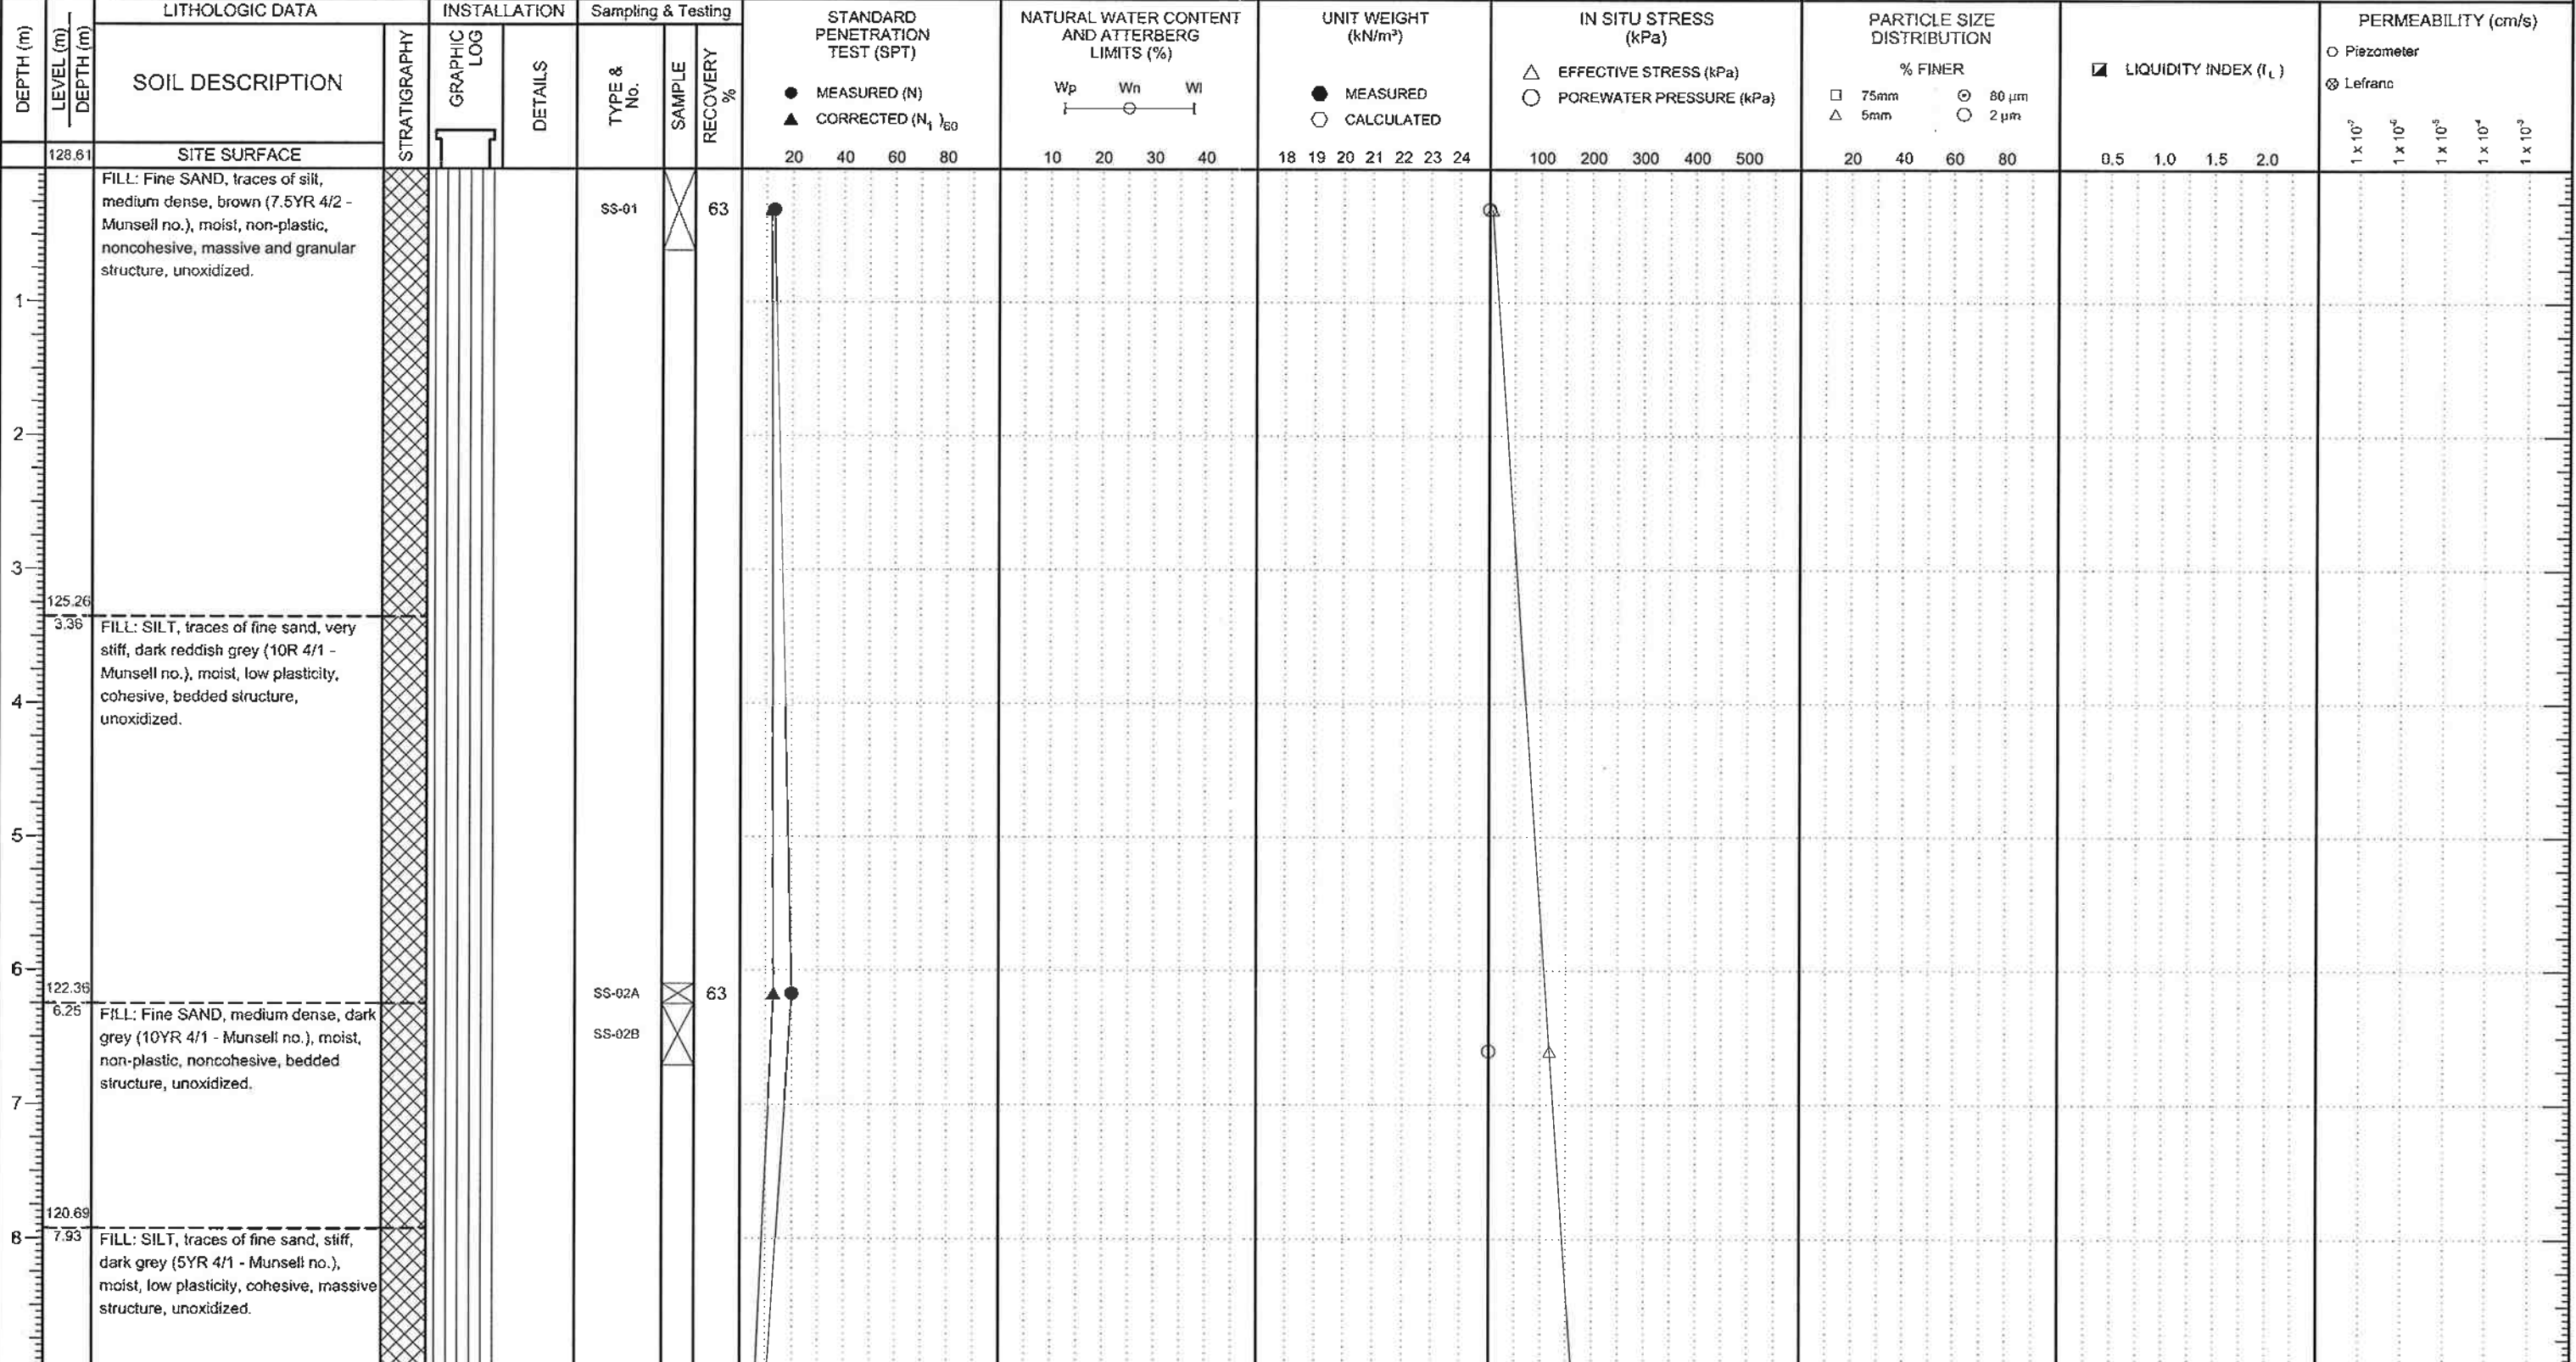 DEPTH (m)
LEVEL (m)
DEPTH (m)
LITHOLOGIC DATA
SOIL DESCRIPTION
STRATIGRAPHY
INSTALLATION
GRAPHIC LOG
DETAILS
Sampling & Testing
TYPE & No.
SAMPLE
RECOVERY %
STANDARD
PENETRATION
TEST (SPT)
MEASURED (N)
CORRECTED (N1)60
20 40 60 80
NATURAL WATER CONTENT
AND ATTERBERG
LIMITS (%)
Wp Wn Wl
10 20 30 40
UNIT WEIGHT
(kN/m³)
MEASURED
CALCULATED
18 19 20 21 22 23 24
IN SITU STRESS
(kPa)
EFFECTIVE STRESS (kPa)
POREWATER PRESSURE (kPa)
100 200 300 400 500
PARTICLE SIZE
DISTRIBUTION
% FINER
75mm 80 µm
5mm 2 µm
20 40 60 80
LIQUIDITY INDEX (IL)
0.5 1.0 1.5 2.0
PERMEABILITY (cm/s)
Piezometer
Lefranc
1 x 10-7
1 x 10-6
1 x 10-5
1 x 10-4
1 x 10-3
128.61 SITE SURFACE
FILL: Fine SAND, traces of silt,
medium dense, brown (7.5YR 4/2 -
Munsell no.), moist, non-plastic,
noncohesive, massive and granular
structure, unoxidized.
SS-01 63
1
2
3
125.26
3.36
FILL: SILT, traces of fine sand, very
stiff, dark reddish grey (10R 4/1 -
Munsell no.), moist, low plasticity,
cohesive, bedded structure,
unoxidized.
4
5
6
122.36
6.25
SS-02A 63
SS-02B
FILL: Fine SAND, medium dense, dark
grey (10YR 4/1 - Munsell no.), moist,
non-plastic, noncohesive, bedded
structure, unoxidized.
7
120.69
7.93
8
FILL: SILT, traces of fine sand, stiff,
dark grey (5YR 4/1 - Munsell no.),
moist, low plasticity, cohesive, massive
structure, unoxidized.